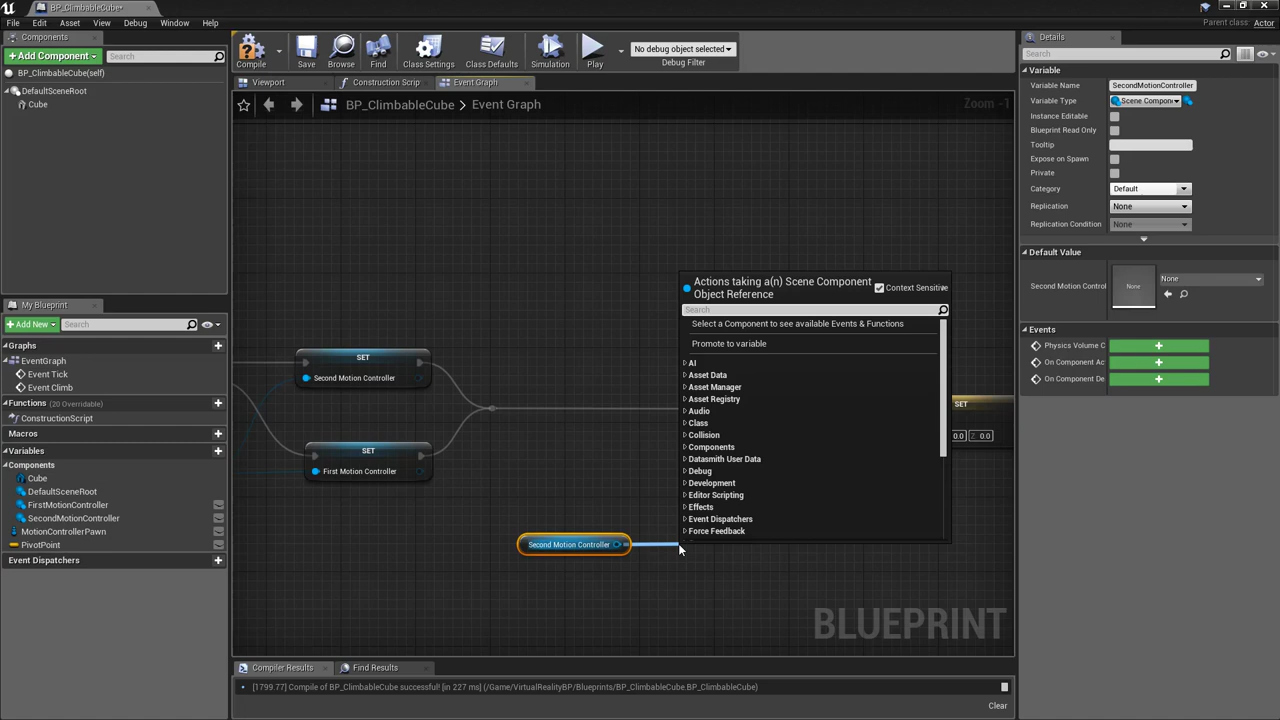 BP_ClimbableCube*
File Edit Asset View Debug Window Help
Parent class: Actor
Components
+ Add Component
Search
BP_ClimbableCube(self)
DefaultSceneRoot
Cube
Compile
Save
Browse
Find
Class Settings
Class Defaults
Simulation
Play
No debug object selected
Debug Filter
Viewport
Construction Scrip
Event Graph
BP_ClimbableCube > Event Graph
Zoom -1
SET
Second Motion Controller
SET
First Motion Controller
Second Motion Controller
SET
0.0 Z 0.0
Actions taking a(n) Scene Component
Object Reference
Context Sensitive
Search
Select a Component to see available Events & Functions
Promote to variable
AI
Asset Data
Asset Manager
Asset Registry
Audio
Class
Collision
Components
Datasmith User Data
Debug
Development
Editor Scripting
Effects
Event Dispatchers
Force Feedback
BLUEPRINT
My Blueprint
+ Add New
Search
Graphs
EventGraph
Event Tick
Event Climb
Functions (20 Overridable)
ConstructionScript
Macros
Variables
Components
Cube
DefaultSceneRoot
FirstMotionController
SecondMotionController
MotionControllerPawn
PivotPoint
Event Dispatchers
Compiler Results
Find Results
[1799.77] Compile of BP_ClimbableCube successful! [in 227 ms] (/Game/VirtualRealityBP/Blueprints/BP_ClimbableCube.BP_ClimbableCube)
Clear
Details
Search
Variable
Variable Name SecondMotionController
Variable Type Scene Compon
Instance Editable
Blueprint Read Only
Tooltip
Expose on Spawn
Private
Category Default
Replication None
Replication Condition None
Default Value
Second Motion Control None None
Events
Physics Volume C
On Component Ac
On Component De